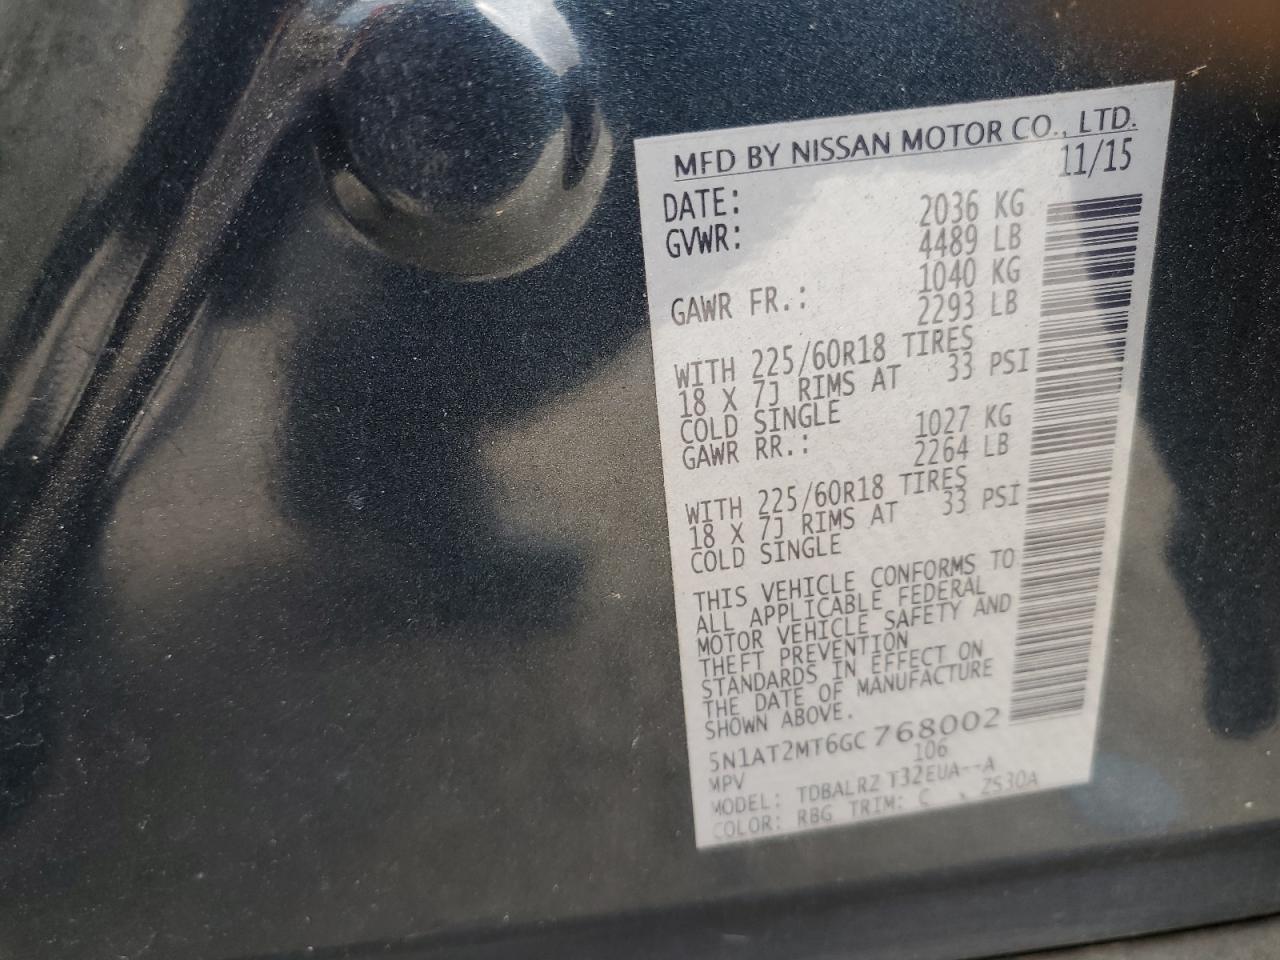 MFD BY NISSAN MOTOR CO., LTD.
DATE: 11/15
GVWR: 2036 KG
4489 LB
GAWR FR.: 1040 KG
2293 LB
WITH 225/60R18 TIRES
18 X 7J RIMS AT 33 PSI
COLD SINGLE
GAWR RR.: 1027 KG
2264 LB
WITH 225/60R18 TIRES
18 X 7J RIMS AT 33 PSI
COLD SINGLE
THIS VEHICLE CONFORMS TO
ALL APPLICABLE FEDERAL
MOTOR VEHICLE SAFETY AND
THEFT PREVENTION
STANDARDS IN EFFECT ON
THE DATE OF MANUFACTURE
SHOWN ABOVE.
5N1AT2MT6GC768002
MPV 106
MODEL: TDBALRZ T32EUA--A
COLOR: RBG TRIM: C ZS30A